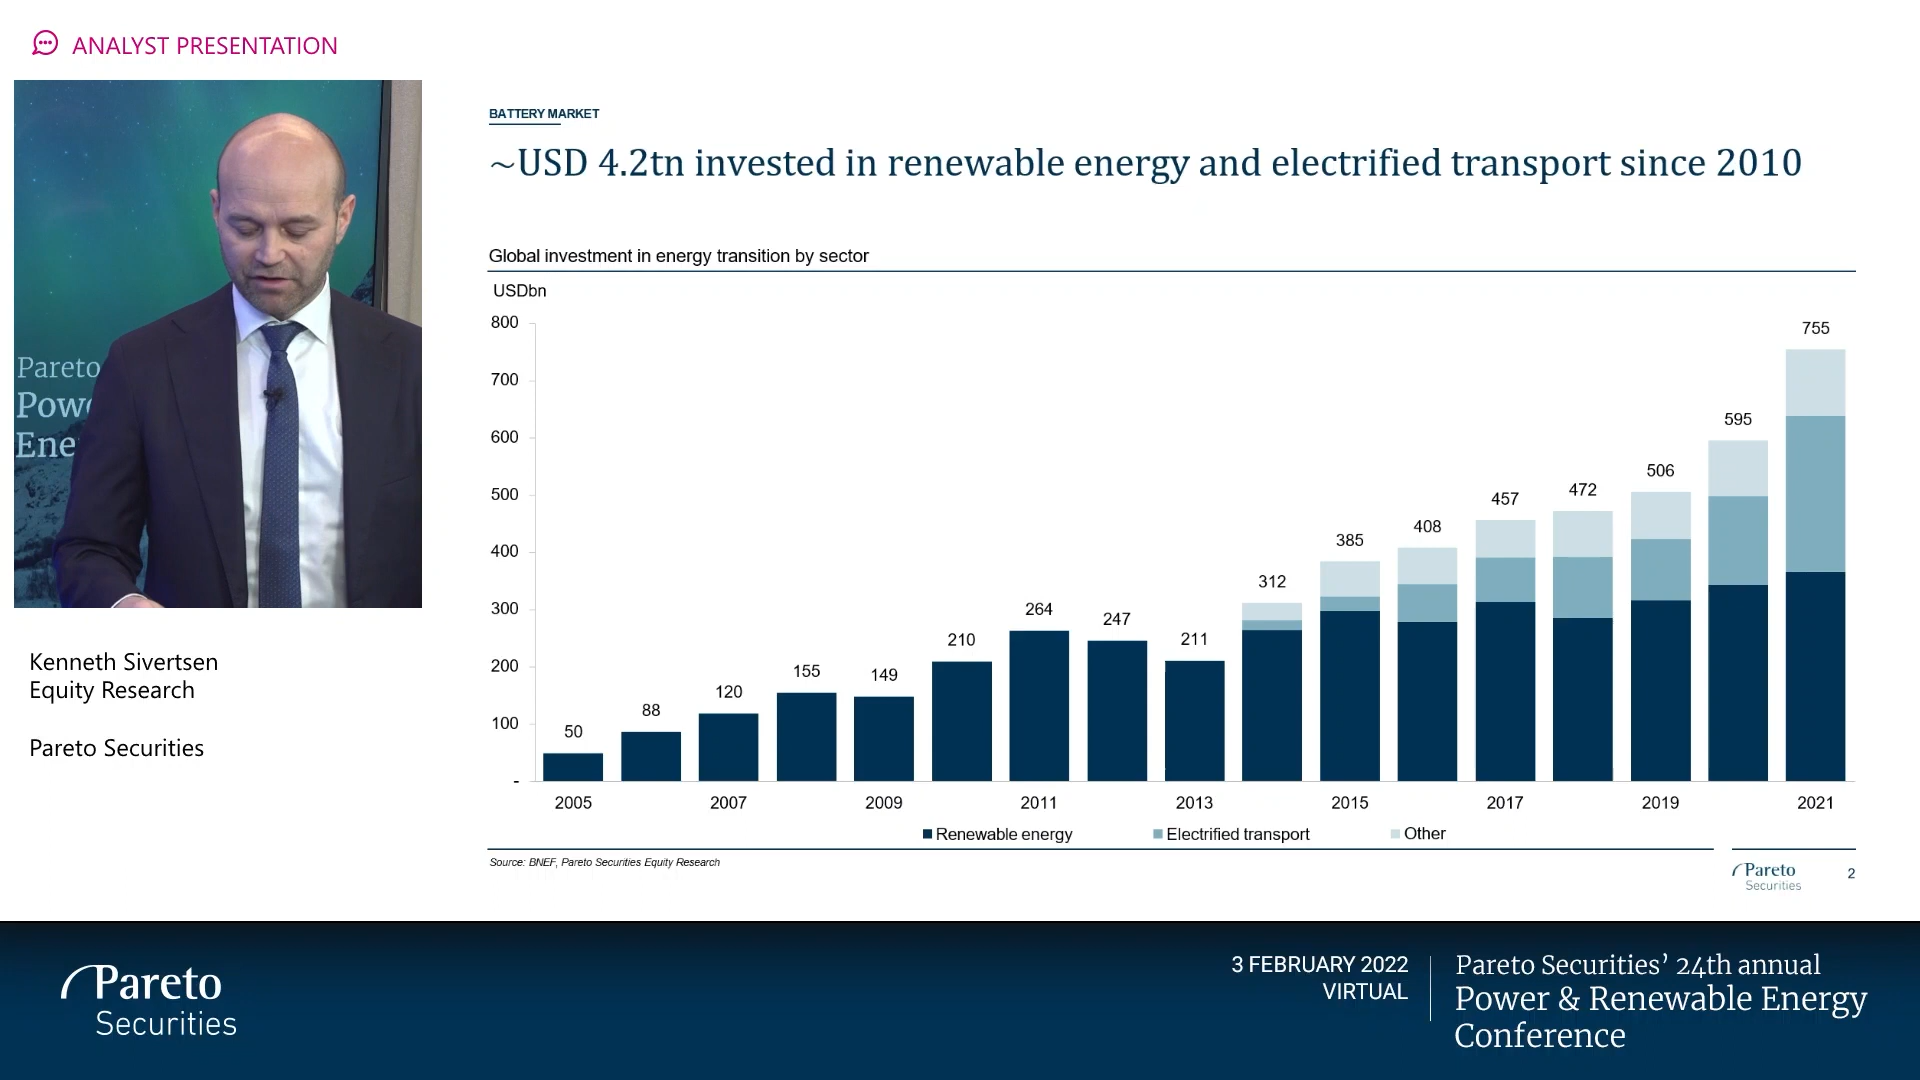 ANALYST PRESENTATION
Pareto
Powe
Ene
Kenneth Sivertsen
Equity Research
Pareto Securities
BATTERY MARKET
~USD 4.2tn invested in renewable energy and electrified transport since 2010
Global investment in energy transition by sector
USDbn
800
700
600
500
400
300
200
100
-
50
88
120
155
149
210
264
247
211
312
385
408
457
472
506
595
755
2005 2007 2009 2011 2013 2015 2017 2019 2021
Renewable energy Electrified transport Other
Source: BNEF, Pareto Securities Equity Research
Pareto
Securities
2
Pareto
Securities
3 FEBRUARY 2022
VIRTUAL
Pareto Securities’ 24th annual
Power & Renewable Energy
Conference